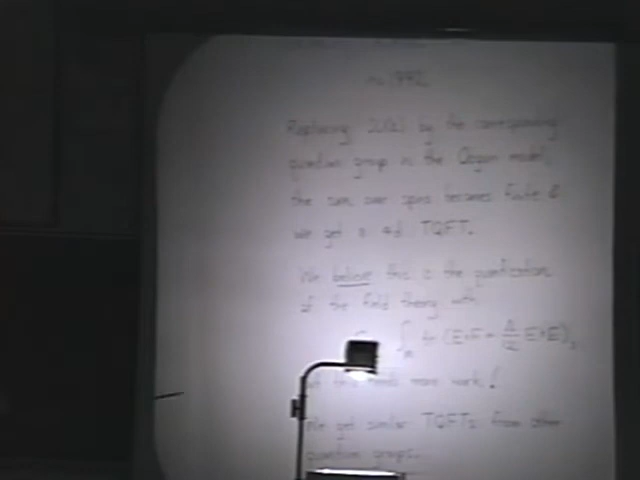 in 1992
Replacing SU(2) by the corresponding
quantum group in the Ooguri model,
the sum over spins becomes finite &
we get a 4d TQFT.
We believe this is the quantization
of the field theory with
∫ tr (E∧F + Λ/12 E∧E),
this needs more work!
We get similar TQFTs from other
quantum groups.